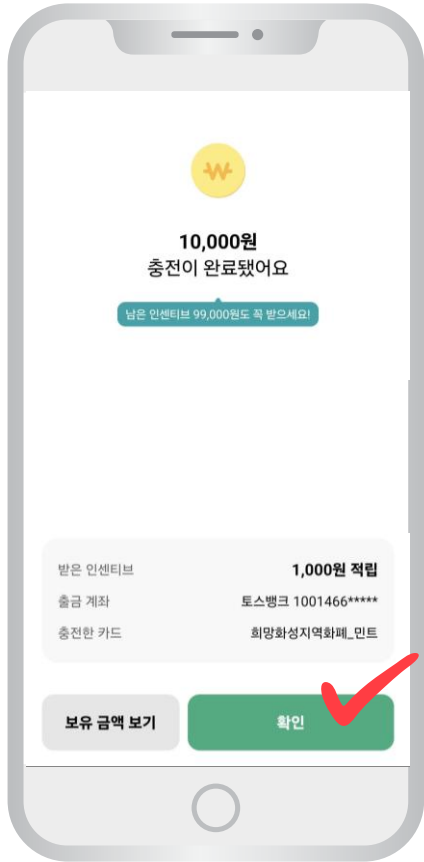 ₩
10,000원
충전이 완료됐어요
남은 인센티브 99,000원도 꼭 받으세요!
받은 인센티브 1,000원 적립
출금 계좌 토스뱅크 1001466*****
충전한 카드 희망화성지역화폐_민트
보유 금액 보기 확인